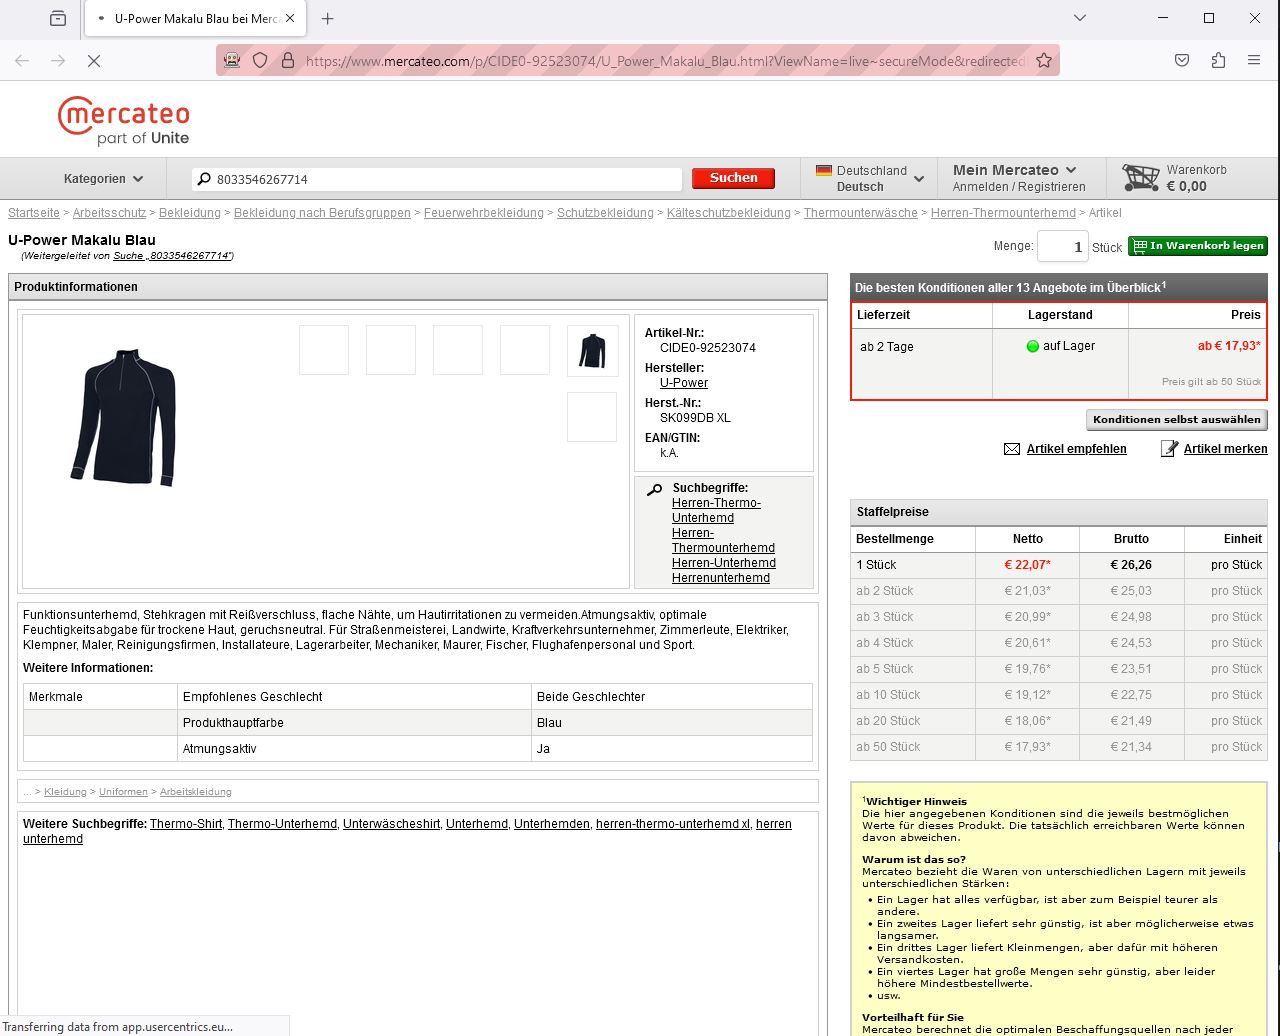 U-Power Makalu Blau bei Merca
https://www.mercateo.com/p/CIDE0-92523074/U_Power_Makalu_Blau.html?ViewName=live~secureMode&redirected
mercateo
part of Unite
Kategorien
8033546267714
Suchen
Deutschland
Deutsch
Mein Mercateo
Anmelden / Registrieren
Warenkorb
€ 0,00
Startseite > Arbeitsschutz > Bekleidung > Bekleidung nach Berufsgruppen > Feuerwehrbekleidung > Schutzbekleidung > Kälteschutzbekleidung > Thermounterwäsche > Herren-Thermounterhemd > Artikel
U-Power Makalu Blau
(Weitergeleitet von Suche „8033546267714“)
Menge: 1 Stück
In Warenkorb legen
Produktinformationen
Artikel-Nr.:
CIDE0-92523074
Hersteller:
U-Power
Herst.-Nr.:
SK099DB XL
EAN/GTIN:
k.A.
Suchbegriffe:
Herren-Thermo-
Unterhemd
Herren-
Thermounterhemd
Herren-Unterhemd
Herrenunterhemd
Funktionsunterhemd, Stehkragen mit Reißverschluss, flache Nähte, um Hautirritationen zu vermeiden.Atmungsaktiv, optimale
Feuchtigkeitsabgabe für trockene Haut, geruchsneutral. Für Straßenmeisterei, Landwirte, Kraftverkehrsunternehmer, Zimmerleute, Elektriker,
Klempner, Maler, Reinigungsfirmen, Installateure, Lagerarbeiter, Mechaniker, Maurer, Fischer, Flughafenpersonal und Sport.
Weitere Informationen:
Merkmale Empfohlenes Geschlecht Beide Geschlechter
Produkthauptfarbe Blau
Atmungsaktiv Ja
... > Kleidung > Uniformen > Arbeitskleidung
Weitere Suchbegriffe: Thermo-Shirt, Thermo-Unterhemd, Unterwäscheshirt, Unterhemd, Unterhemden, herren-thermo-unterhemd xl, herren
unterhemd
Die besten Konditionen aller 13 Angebote im Überblick1
Lieferzeit Lagerstand Preis
ab 2 Tage auf Lager ab € 17,93*
Preis gilt ab 50 Stück
Konditionen selbst auswählen
Artikel empfehlen Artikel merken
Staffelpreise
Bestellmenge Netto Brutto Einheit
1 Stück € 22,07* € 26,26 pro Stück
ab 2 Stück € 21,03* € 25,03 pro Stück
ab 3 Stück € 20,99* € 24,98 pro Stück
ab 4 Stück € 20,61* € 24,53 pro Stück
ab 5 Stück € 19,76* € 23,51 pro Stück
ab 10 Stück € 19,12* € 22,75 pro Stück
ab 20 Stück € 18,06* € 21,49 pro Stück
ab 50 Stück € 17,93* € 21,34 pro Stück
1Wichtiger Hinweis
Die hier angegebenen Konditionen sind die jeweils bestmöglichen
Werte für dieses Produkt. Die tatsächlich erreichbaren Werte können
davon abweichen.
Warum ist das so?
Mercateo bezieht die Waren von unterschiedlichen Lagern mit jeweils
unterschiedlichen Stärken:
• Ein Lager hat alles verfügbar, ist aber zum Beispiel teurer als
andere.
• Ein zweites Lager liefert sehr günstig, ist aber möglicherweise etwas
langsamer.
• Ein drittes Lager liefert Kleinmengen, aber dafür mit höheren
Versandkosten.
• Ein viertes Lager hat große Mengen sehr günstig, aber leider
höhere Mindestbestellwerte.
• usw.
Vorteilhaft für Sie
Mercateo berechnet die optimalen Beschaffungsquellen nach jeder
Transferring data from app.usercentrics.eu...